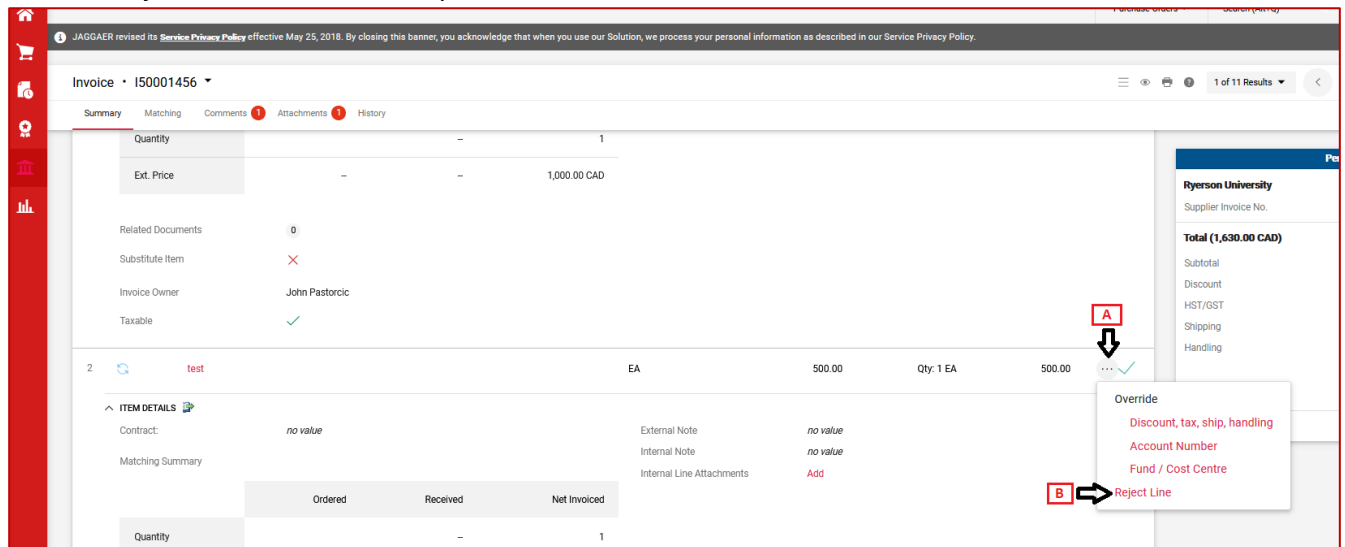 Purchase Orders Search (Alt+Q)
JAGGAER revised its Service Privacy Policy effective May 25, 2018. By closing this banner, you acknowledge that when you use our Solution, we process your personal information as described in our Service Privacy Policy.
Invoice • I50001456
1 of 11 Results
Summary Matching Comments 1 Attachments 1 History
Quantity – 1
Ext. Price – – 1,000.00 CAD
Related Documents 0
Substitute Item
Invoice Owner John Pastorcic
Taxable
Ryerson University
Supplier Invoice No.
Total (1,630.00 CAD)
Subtotal
Discount
HST/GST
Shipping
Handling
A
2 test EA 500.00 Qty: 1 EA 500.00 ...
Override
Discount, tax, ship, handling
Account Number
Fund / Cost Centre
B
Reject Line
ITEM DETAILS
Contract: no value
Matching Summary
External Note no value
Internal Note no value
Internal Line Attachments Add
Ordered Received Net Invoiced
Quantity – 1